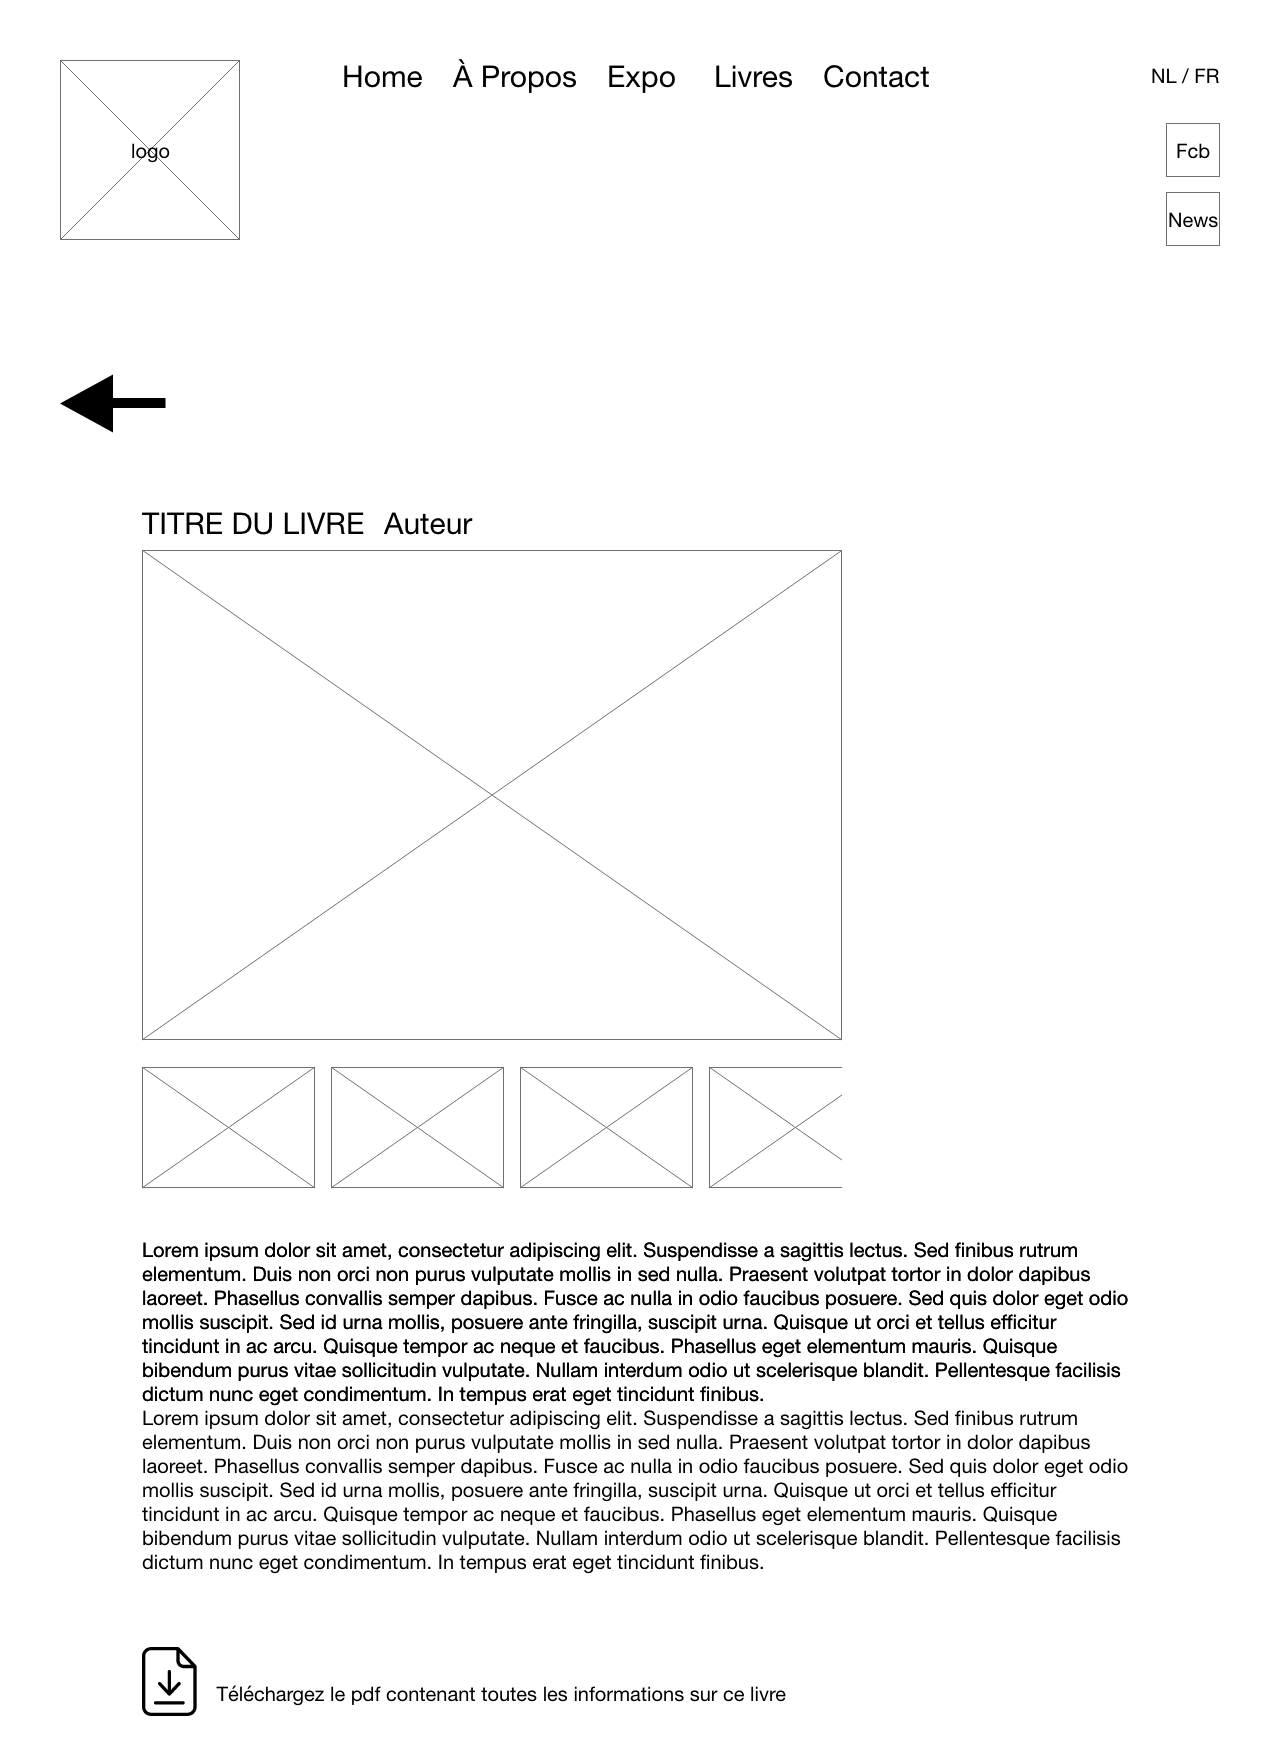 Home À Propos Expo Livres Contact
NL / FR
logo
Fcb
News
TITRE DU LIVRE Auteur
Lorem ipsum dolor sit amet, consectetur adipiscing elit. Suspendisse a sagittis lectus. Sed finibus rutrum
elementum. Duis non orci non purus vulputate mollis in sed nulla. Praesent volutpat tortor in dolor dapibus
laoreet. Phasellus convallis semper dapibus. Fusce ac nulla in odio faucibus posuere. Sed quis dolor eget odio
mollis suscipit. Sed id urna mollis, posuere ante fringilla, suscipit urna. Quisque ut orci et tellus efficitur
tincidunt in ac arcu. Quisque tempor ac neque et faucibus. Phasellus eget elementum mauris. Quisque
bibendum purus vitae sollicitudin vulputate. Nullam interdum odio ut scelerisque blandit. Pellentesque facilisis
dictum nunc eget condimentum. In tempus erat eget tincidunt finibus.
Lorem ipsum dolor sit amet, consectetur adipiscing elit. Suspendisse a sagittis lectus. Sed finibus rutrum
elementum. Duis non orci non purus vulputate mollis in sed nulla. Praesent volutpat tortor in dolor dapibus
laoreet. Phasellus convallis semper dapibus. Fusce ac nulla in odio faucibus posuere. Sed quis dolor eget odio
mollis suscipit. Sed id urna mollis, posuere ante fringilla, suscipit urna. Quisque ut orci et tellus efficitur
tincidunt in ac arcu. Quisque tempor ac neque et faucibus. Phasellus eget elementum mauris. Quisque
bibendum purus vitae sollicitudin vulputate. Nullam interdum odio ut scelerisque blandit. Pellentesque facilisis
dictum nunc eget condimentum. In tempus erat eget tincidunt finibus.
Téléchargez le pdf contenant toutes les informations sur ce livre